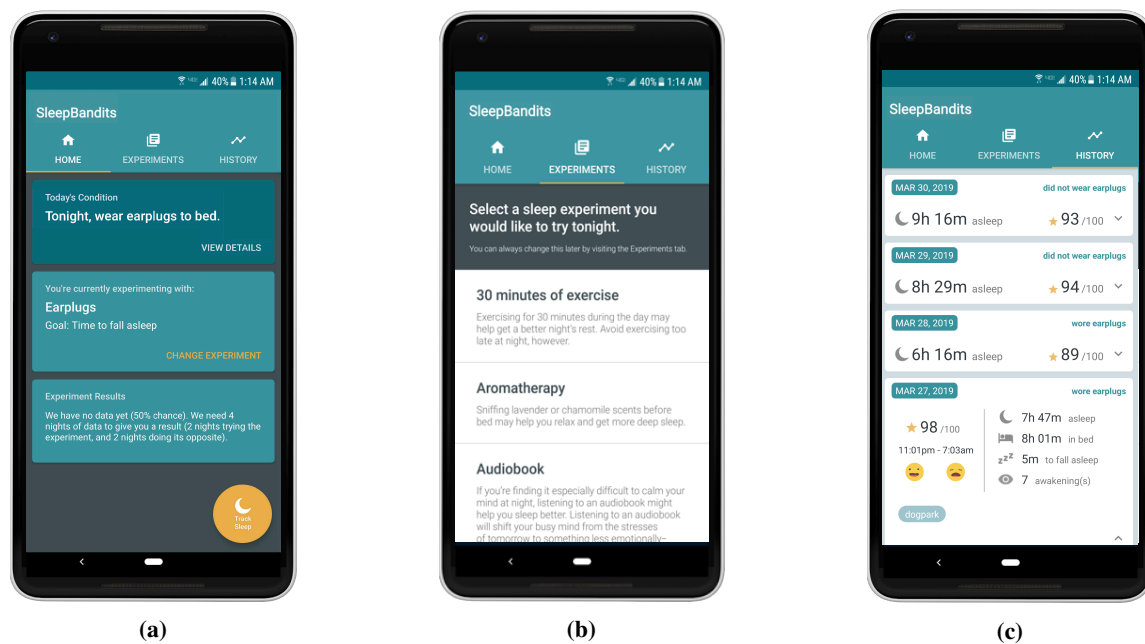 40% 1:14 AM
SleepBandits
HOME EXPERIMENTS HISTORY
Today's Condition
Tonight, wear earplugs to bed.
VIEW DETAILS
You're currently experimenting with:
Earplugs
Goal: Time to fall asleep
CHANGE EXPERIMENT
Experiment Results
We have no data yet (50% chance). We need 4
nights of data to give you a result (2 nights trying the
experiment, and 2 nights doing its opposite).
Track
Sleep
(a)
40% 1:14 AM
SleepBandits
HOME EXPERIMENTS HISTORY
Select a sleep experiment you
would like to try tonight.
You can always change this later by visiting the Experiments tab.
30 minutes of exercise
Exercising for 30 minutes during the day may
help get a better night's rest. Avoid exercising too
late at night, however.
Aromatherapy
Sniffing lavender or chamomile scents before
bed may help you relax and get more deep sleep.
Audiobook
If you're finding it especially difficult to calm your
mind at night, listening to an audiobook might
help you sleep better. Listening to an audiobook
will shift your busy mind from the stresses
of tomorrow to something less emotionally–
(b)
40% 1:14 AM
SleepBandits
HOME EXPERIMENTS HISTORY
MAR 30, 2019 did not wear earplugs
9h 16m asleep 93 /100
MAR 29, 2019 did not wear earplugs
8h 29m asleep 94 /100
MAR 28, 2019 wore earplugs
6h 16m asleep 89 /100
MAR 27, 2019 wore earplugs
98 /100
11:01pm - 7:03am
7h 47m asleep
8h 01m in bed
zzz 5m to fall asleep
7 awakening(s)
dogpark
(c)